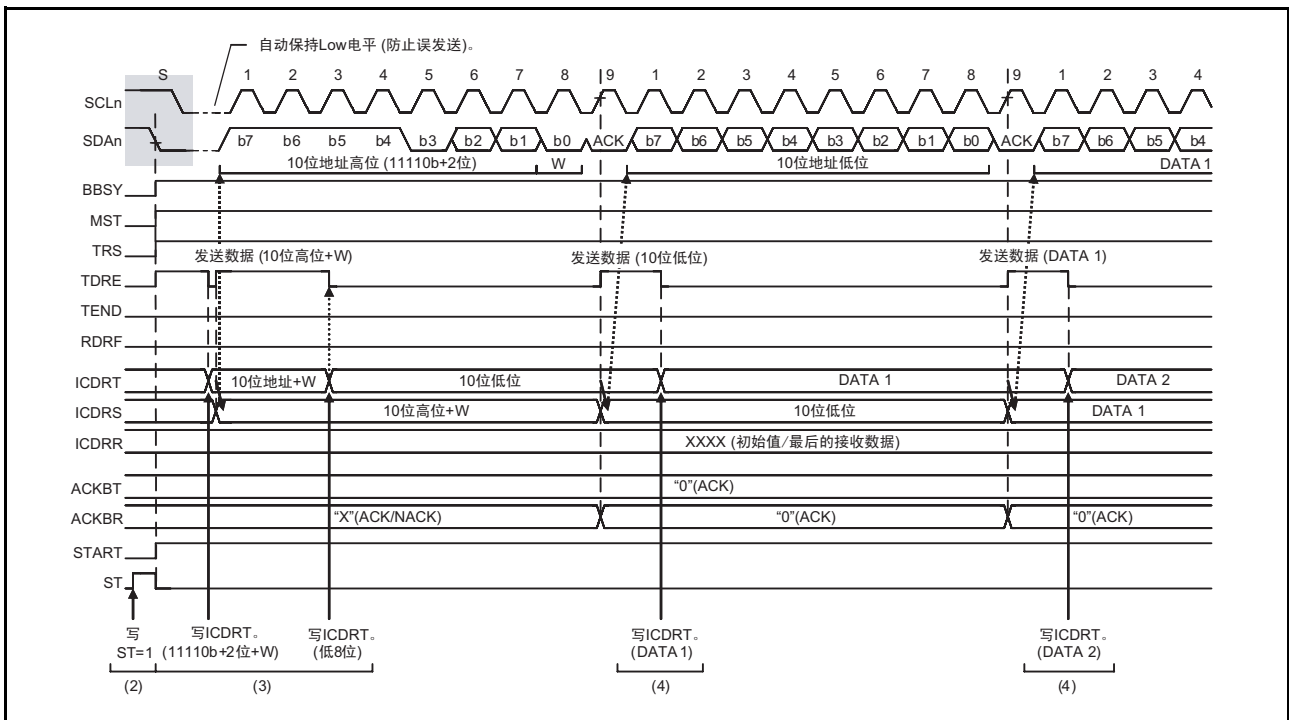 自动保持Low电平 (防止误发送)。
S 1 2 3 4 5 6 7 8 9 1 2 3 4 5 6 7 8 9 1 2 3 4
SCLn
SDAn b7 b6 b5 b4 b3 b2 b1 b0 ACK b7 b6 b5 b4 b3 b2 b1 b0 ACK b7 b6 b5 b4
10位地址高位 (11110b+2位) W 10位地址低位 DATA 1
BBSY
MST
TRS
发送数据 (10位高位+W) 发送数据 (10位低位) 发送数据 (DATA 1)
TDRE
TEND
RDRF
ICDRT 10位地址+W 10位低位 DATA 1 DATA 2
ICDRS 10位高位+W 10位低位 DATA 1
ICDRR XXXX (初始值/最后的接收数据)
ACKBT “0”(ACK)
ACKBR “X”(ACK/NACK) “0”(ACK) “0”(ACK)
START
ST
写 写ICDRT。 写ICDRT。 写ICDRT。 写ICDRT。
ST=1 (11110b+2位+W) (低8位) (DATA 1) (DATA 2)
(2) (3) (4) (4)